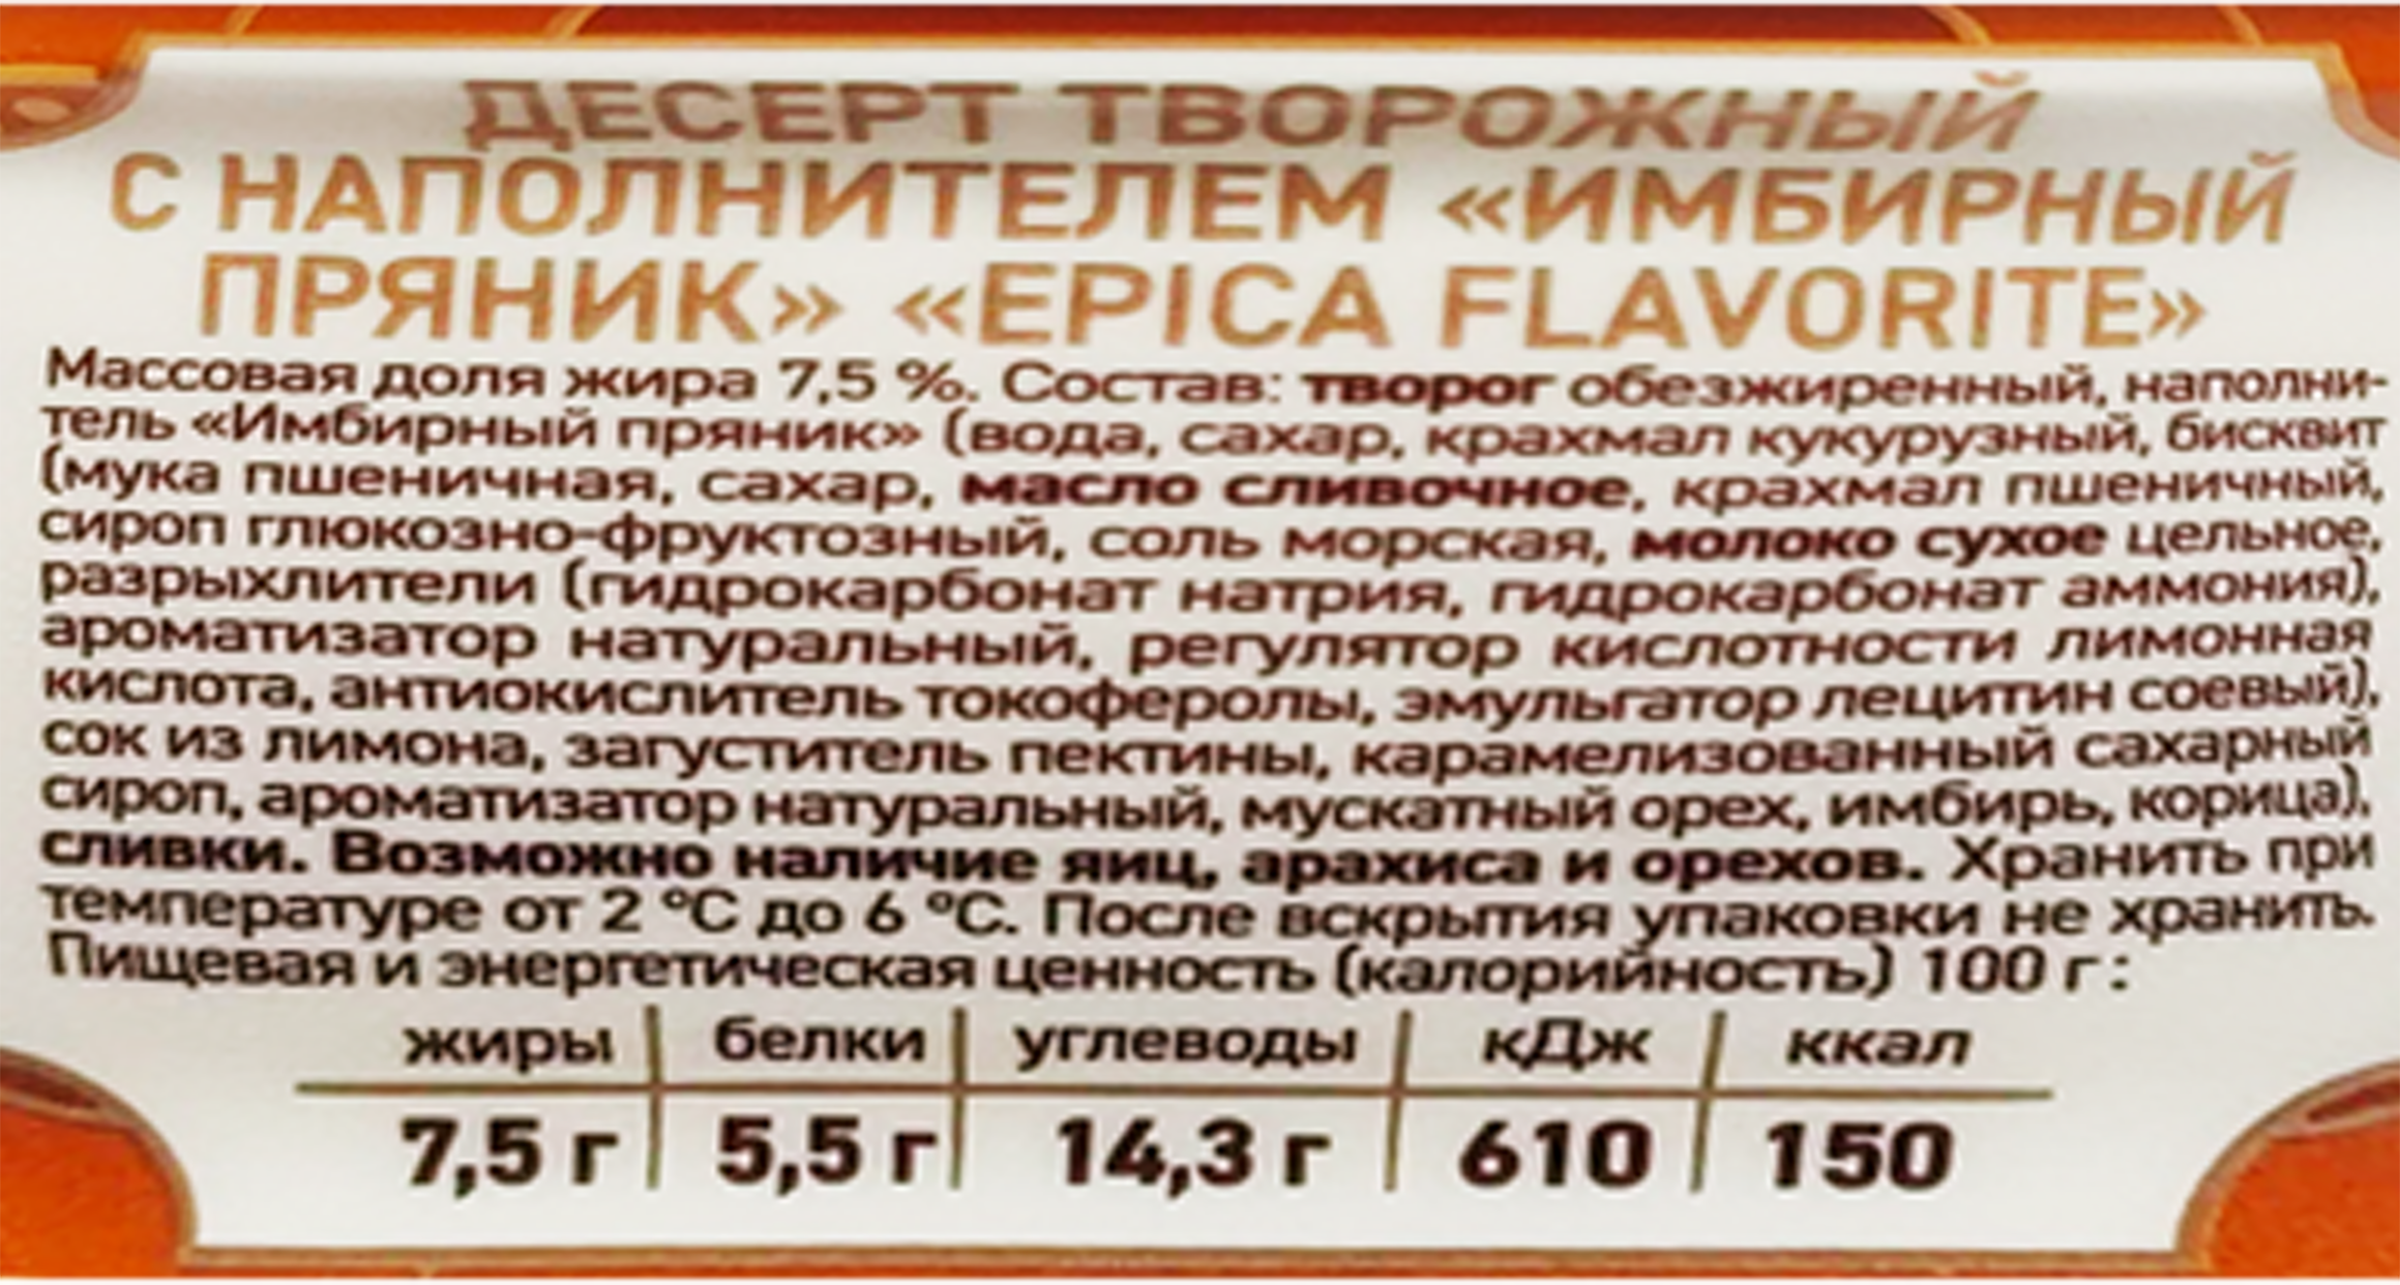 ДЕСЕРТ ТВОРОЖНЫЙ
С НАПОЛНИТЕЛЕМ «ИМБИРНЫЙ
ПРЯНИК» «EPICA FLAVORITE»
Массовая доля жира 7,5 %. Состав: творог обезжиренный, наполни-
тель «Имбирный пряник» (вода, сахар, крахмал кукурузный, бисквит
(мука пшеничная, сахар, масло сливочное, крахмал пшеничный,
сироп глюкозно-фруктозный, соль морская, молоко сухое цельное,
разрыхлители (гидрокарбонат натрия, гидрокарбонат аммония),
ароматизатор натуральный, регулятор кислотности лимонная
кислота, антиокислитель токоферолы, эмульгатор лецитин соевый),
сок из лимона, загуститель пектины, карамелизованный сахарный
сироп, ароматизатор натуральный, мускатный орех, имбирь, корица),
сливки. Возможно наличие яиц, арахиса и орехов. Хранить при
температуре от 2 °С до 6 °С. После вскрытия упаковки не хранить.
Пищевая и энергетическая ценность (калорийность) 100 г:
жиры белки углеводы кДж ккал
7,5 г 5,5 г 14,3 г 610 150